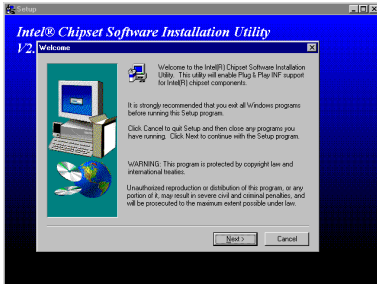 Setup
Intel® Chipset Software Installation Utility
V2.
Welcome
Welcome to the Intel(R) Chipset Software Installation
Utility. This utility will enable Plug & Play INF support
for Intel(R) chipset components.
It is strongly recommended that you exit all Windows programs
before running this Setup program.
Click Cancel to quit Setup and then close any programs you
have running. Click Next to continue with the Setup program.
WARNING: This program is protected by copyright law and
international treaties.
Unauthorized reproduction or distribution of this program, or any
portion of it, may result in severe civil and criminal penalties, and
will be prosecuted to the maximum extent possible under law.
Next >
Cancel